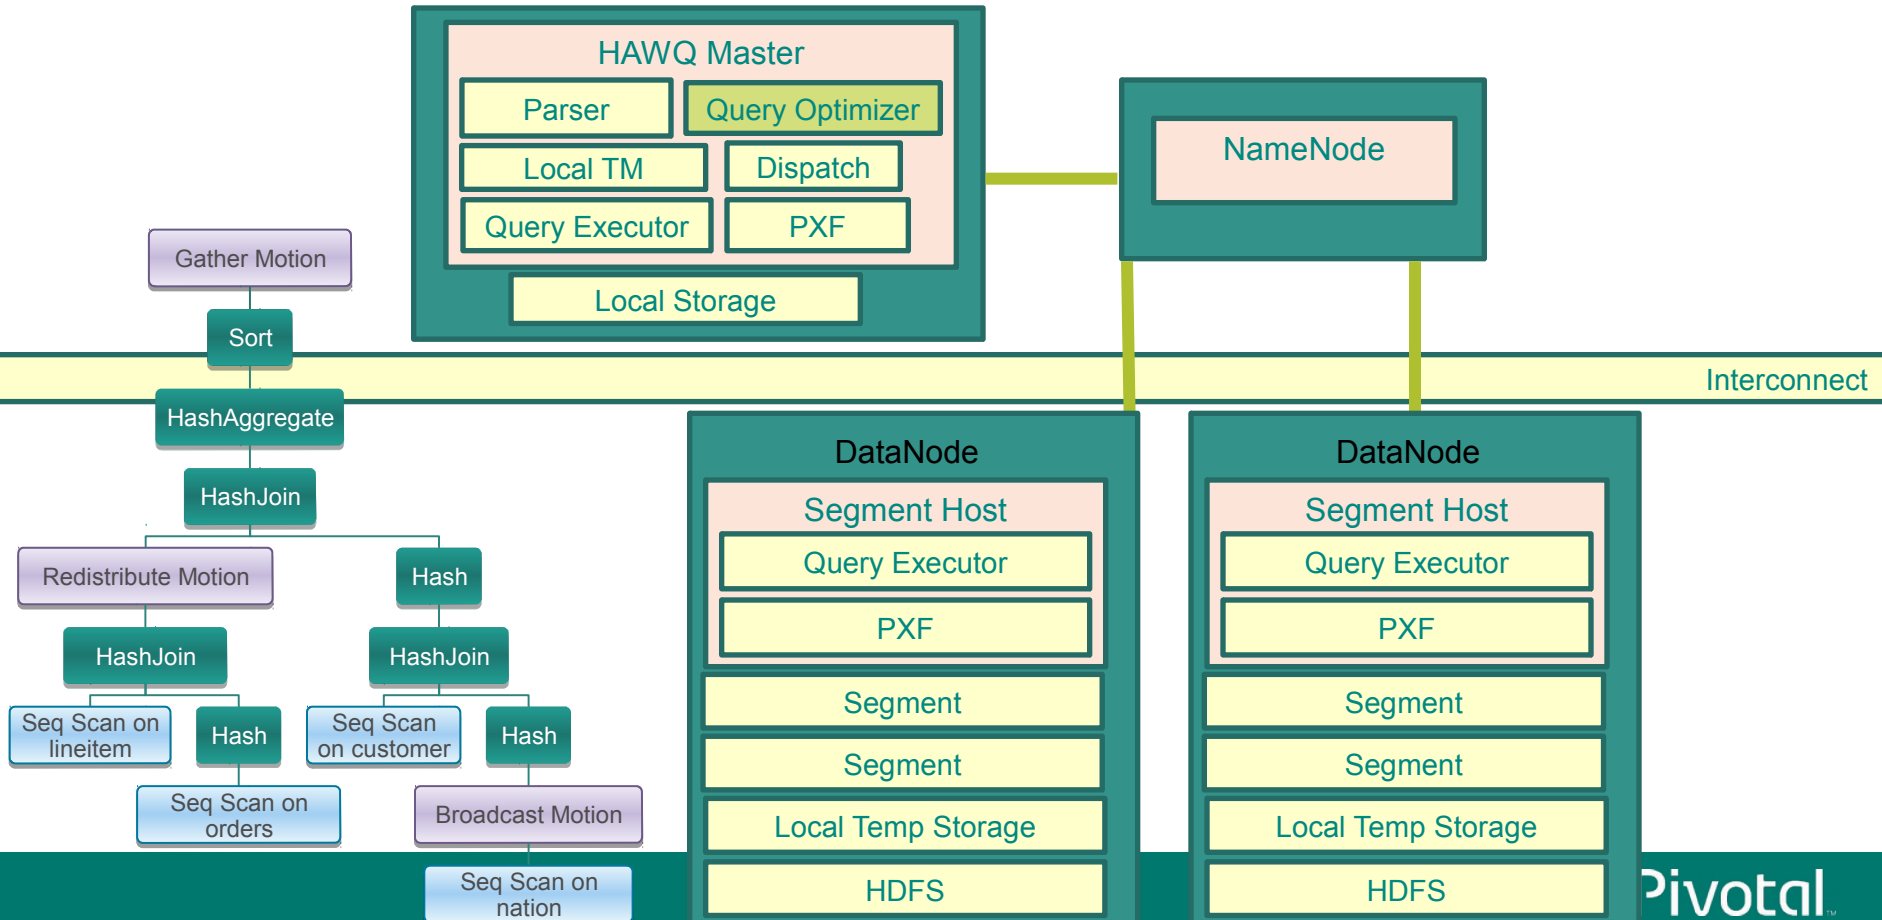 HAWQ Master
Parser
Query Optimizer
Local TM
Dispatch
Query Executor
PXF
Local Storage
NameNode
Interconnect
Gather Motion
Sort
HashAggregate
HashJoin
Redistribute Motion
Hash
HashJoin
HashJoin
Seq Scan on
lineitem
Hash
Seq Scan
on customer
Hash
Seq Scan on
orders
Broadcast Motion
Seq Scan on
nation
DataNode
Segment Host
Query Executor
PXF
Segment
Segment
Local Temp Storage
HDFS
DataNode
Segment Host
Query Executor
PXF
Segment
Segment
Local Temp Storage
HDFS
Pivotal™